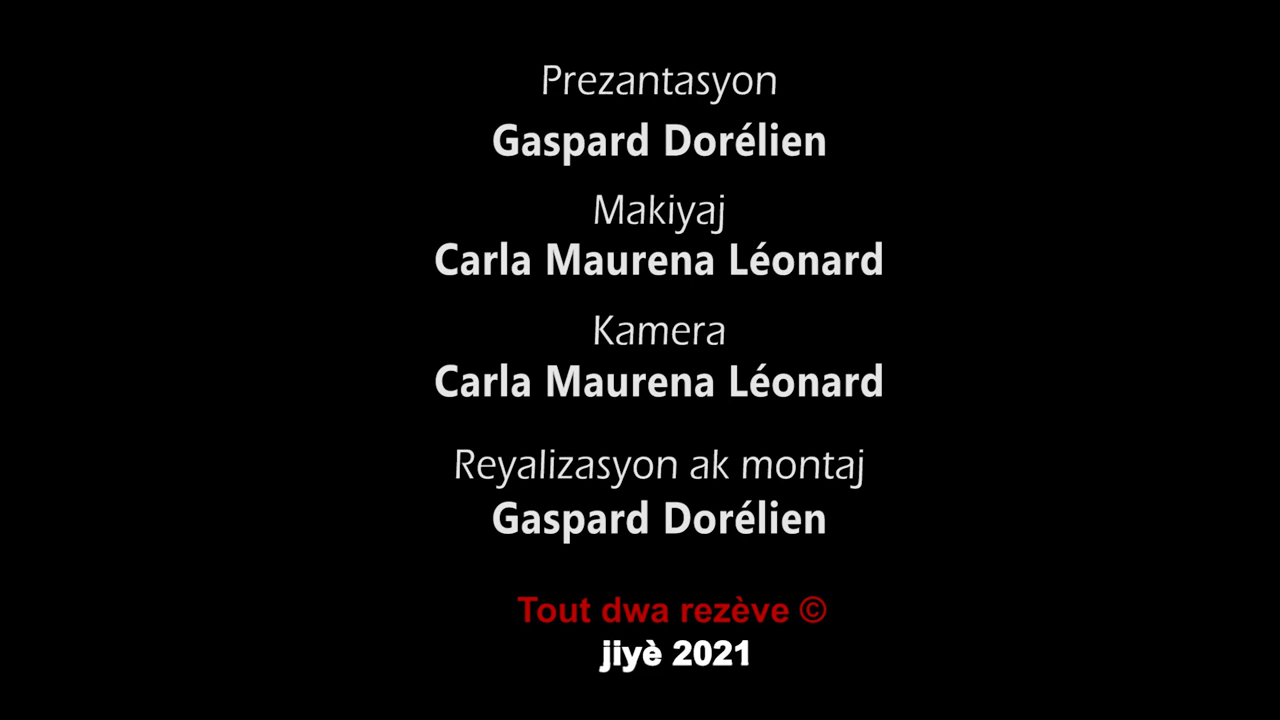 Prezantasyon
Gaspard Dorélien
Makiyaj
Carla Maurena Léonard
Kamera
Carla Maurena Léonard
Reyalizasyon ak montaj
Gaspard Dorélien
Tout dwa rezève ©
jiyè 2021